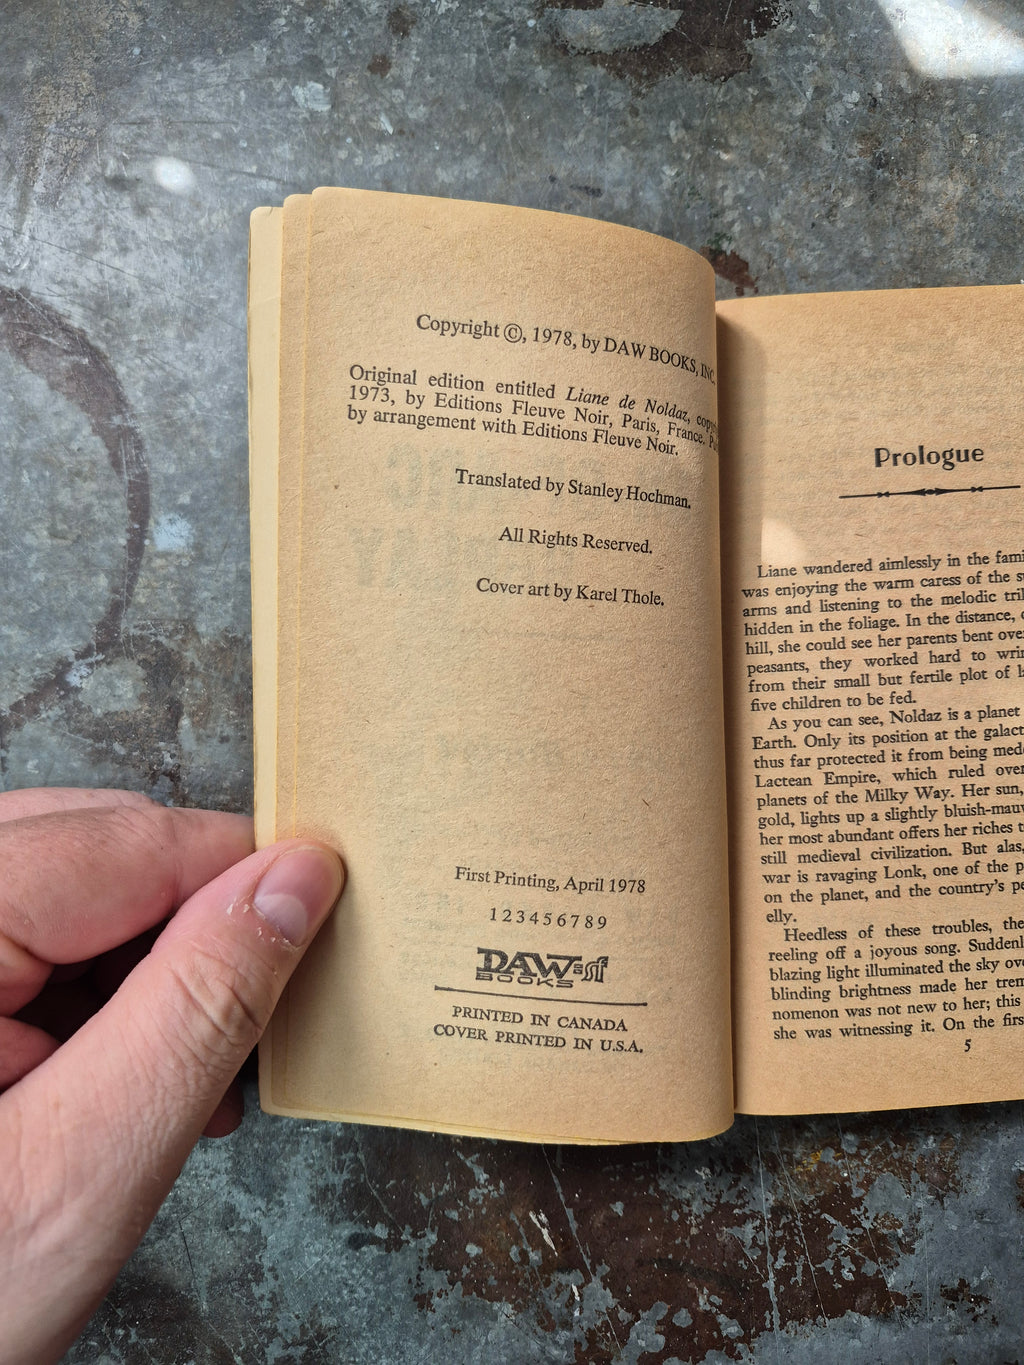 Copyright ©, 1978, by DAW BOOKS, INC.
Original edition entitled Liane de Noldaz,
1973, by Editions Fleuve Noir, Paris, France.
by arrangement with Editions Fleuve Noir.
Translated by Stanley Hochman.
All Rights Reserved.
Cover art by Karel Thole.
First Printing, April 1978
1 2 3 4 5 6 7 8 9
DAW sf
BOOKS
PRINTED IN CANADA
COVER PRINTED IN U.S.A.
Prologue
Liane wandered aimlessly in the
was enjoying the warm caress of the
arms and listening to the melodic
hidden in the foliage. In the distance,
hill, she could see her parents bent
peasants, they worked hard to
from their small but fertile plot of
five children to be fed.
As you can see, Noldaz is a planet
Earth. Only its position at the
thus far protected it from being
Lactean Empire, which ruled
planets of the Milky Way. Her sun,
gold, lights up a slightly
her most abundant offers her riches
still medieval civilization. But alas,
war is ravaging Lonk, one of the
on the planet, and the country's
elly.
Heedless of these troubles,
reeling off a joyous song.
blazing light illuminated the sky
blinding brightness made her
nomenon was not new to her; this
she was witnessing it. On the
5